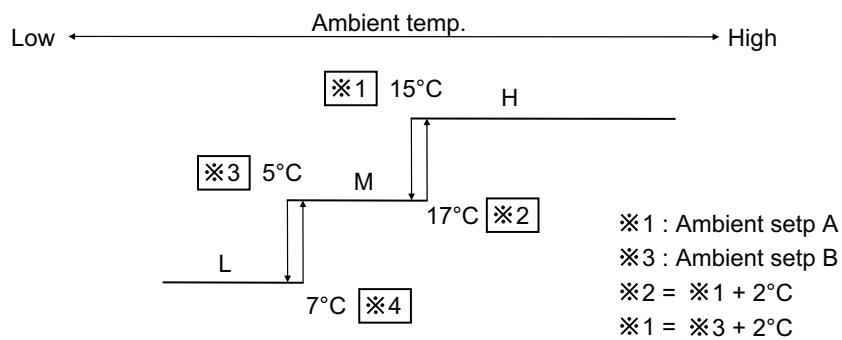 Ambient temp.
Low High
※1 15°C H
※3 5°C M
17°C ※2
L
7°C ※4
※1 : Ambient setp A
※3 : Ambient setp B
※2 = ※1 + 2°C
※1 = ※3 + 2°C